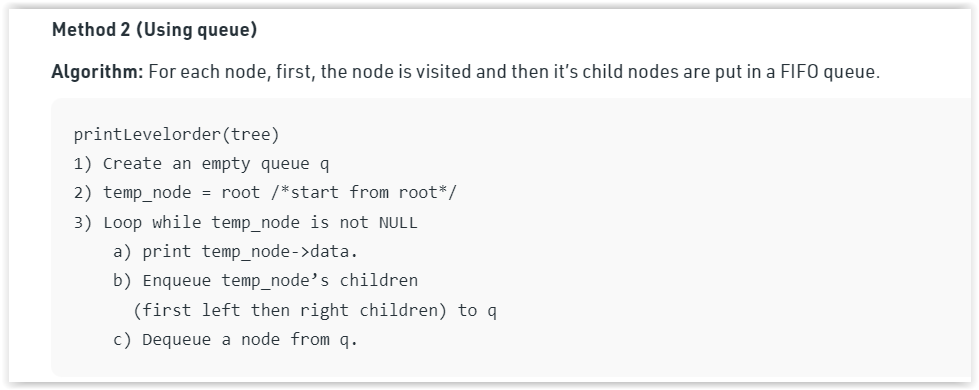 Method 2 (Using queue)
Algorithm: For each node, first, the node is visited and then it’s child nodes are put in a FIFO queue.
printLevelorder(tree)
1) Create an empty queue q
2) temp_node = root /*start from root*/
3) Loop while temp_node is not NULL
a) print temp_node->data.
b) Enqueue temp_node’s children
(first left then right children) to q
c) Dequeue a node from q.